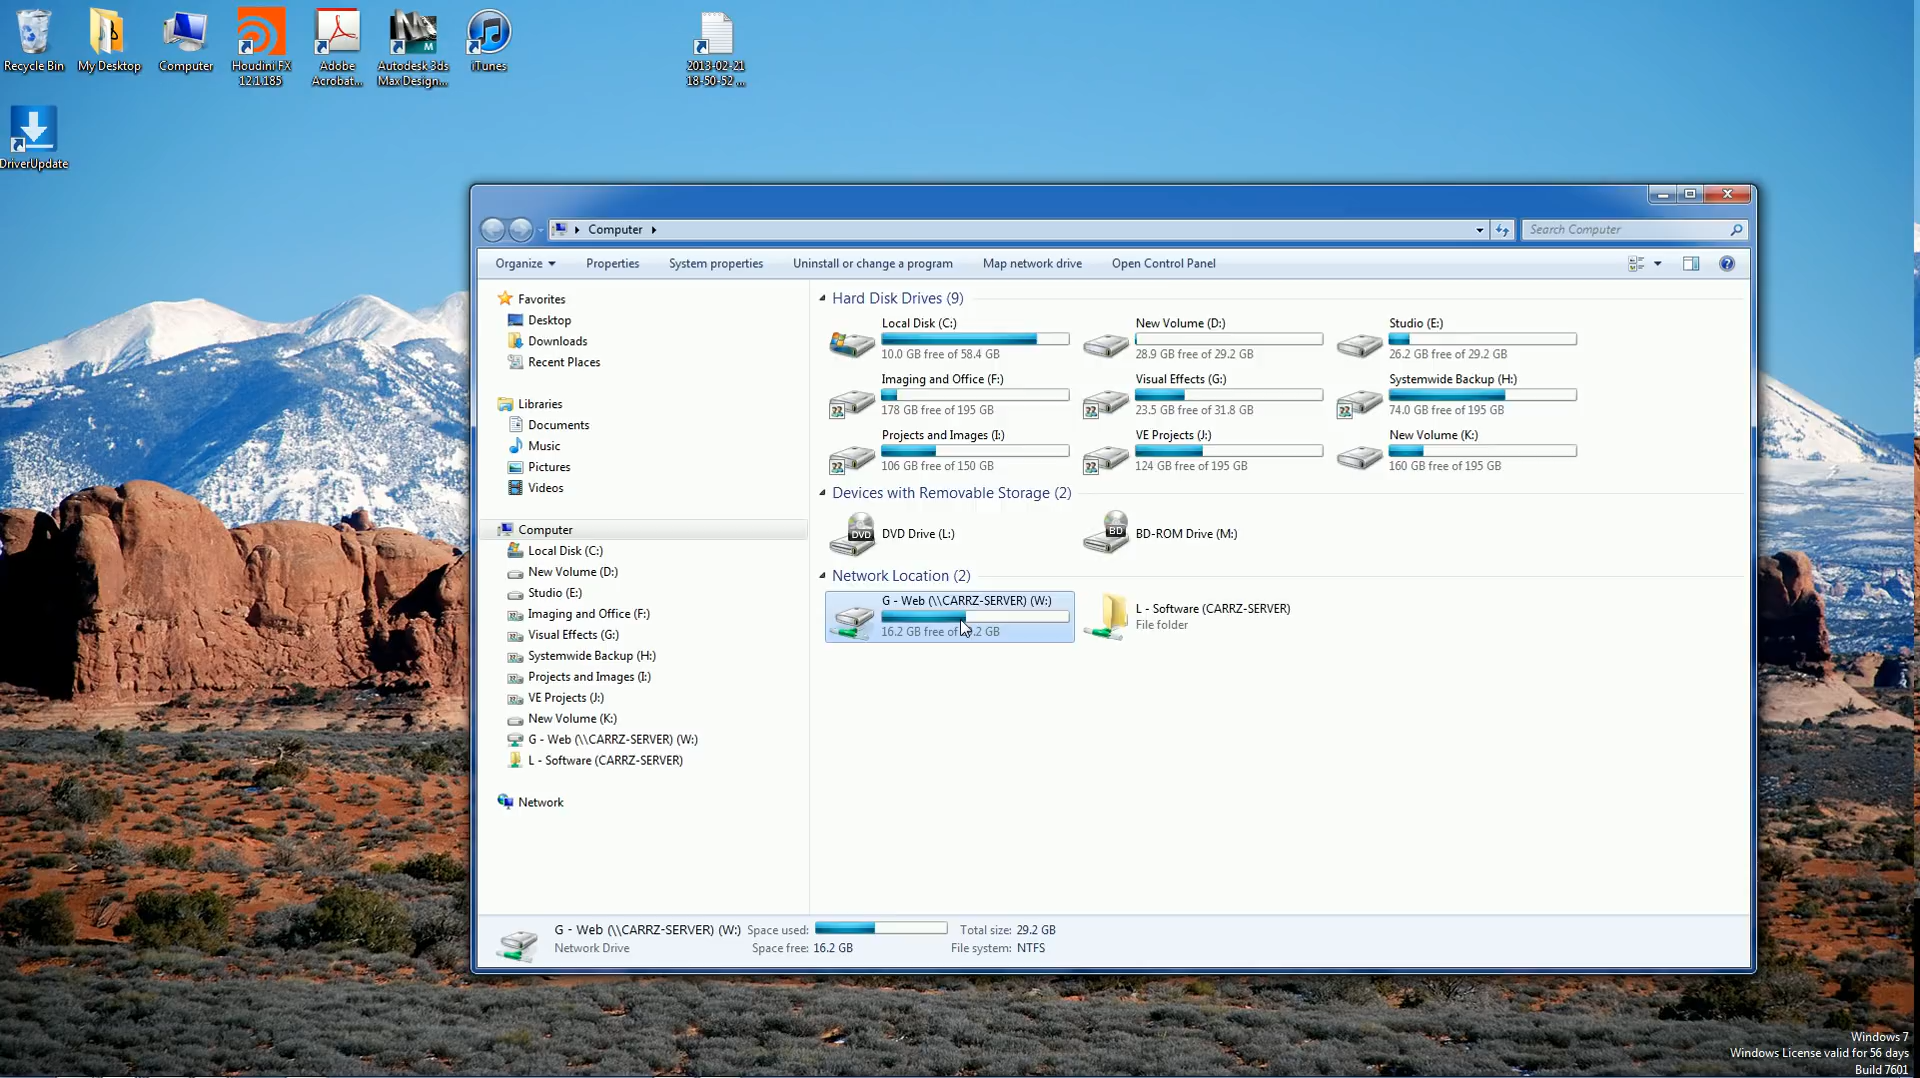 Recycle Bin
My Desktop
Computer
Houdini FX
12.1.185
Adobe
Acrobat...
Autodesk 3ds
Max Design...
M
iTunes
2013-02-21
18-50-52 ...
DriverUpdate
Computer
Search Computer
Organize
Properties
System properties
Uninstall or change a program
Map network drive
Open Control Panel
Favorites
Desktop
Downloads
Recent Places
Libraries
Documents
Music
Pictures
Videos
Computer
Local Disk (C:)
New Volume (D:)
Studio (E:)
Imaging and Office (F:)
Visual Effects (G:)
Systemwide Backup (H:)
Projects and Images (I:)
VE Projects (J:)
New Volume (K:)
G - Web (\\CARRZ-SERVER) (W:)
L - Software (CARRZ-SERVER)
Network
Hard Disk Drives (9)
Local Disk (C:)
10.0 GB free of 58.4 GB
New Volume (D:)
28.9 GB free of 29.2 GB
Studio (E:)
26.2 GB free of 29.2 GB
Imaging and Office (F:)
178 GB free of 195 GB
Visual Effects (G:)
23.5 GB free of 31.8 GB
Systemwide Backup (H:)
74.0 GB free of 195 GB
Projects and Images (I:)
106 GB free of 150 GB
VE Projects (J:)
124 GB free of 195 GB
New Volume (K:)
160 GB free of 195 GB
Devices with Removable Storage (2)
DVD
DVD Drive (L:)
BD
BD-ROM Drive (M:)
Network Location (2)
G - Web (\\CARRZ-SERVER) (W:)
16.2 GB free of .2 GB
L - Software (CARRZ-SERVER)
File folder
G - Web (\\CARRZ-SERVER) (W:)
Network Drive
Space used:
Space free: 16.2 GB
Total size: 29.2 GB
File system: NTFS
Windows 7
Windows License valid for 56 days
Build 7601